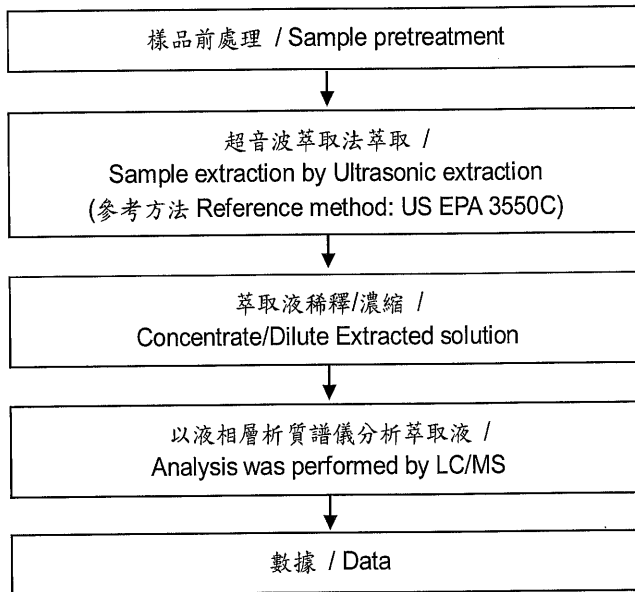 樣品前處理 / Sample pretreatment
超音波萃取法萃取 /
Sample extraction by Ultrasonic extraction
(參考方法 Reference method: US EPA 3550C)
萃取液稀釋/濃縮 /
Concentrate/Dilute Extracted solution
以液相層析質譜儀分析萃取液 /
Analysis was performed by LC/MS
數據 / Data